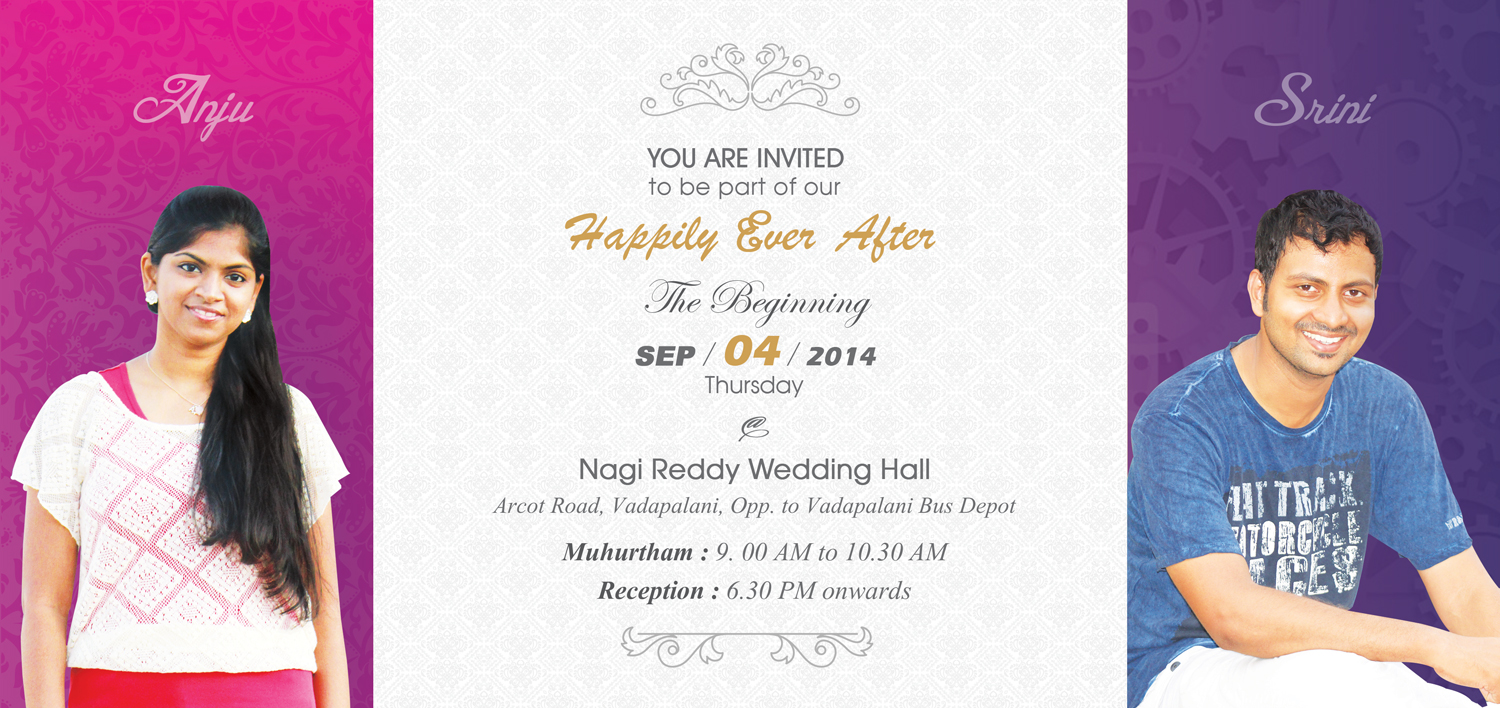 Anju
YOU ARE INVITED
to be part of our
Happily Ever After
The Beginning
SEP / 04 / 2014
Thursday
@
Nagi Reddy Wedding Hall
Arcot Road, Vadapalani, Opp. to Vadapalani Bus Depot
Muhurtham : 9. 00 AM to 10.30 AM
Reception : 6.30 PM onwards
Srini
TRACK